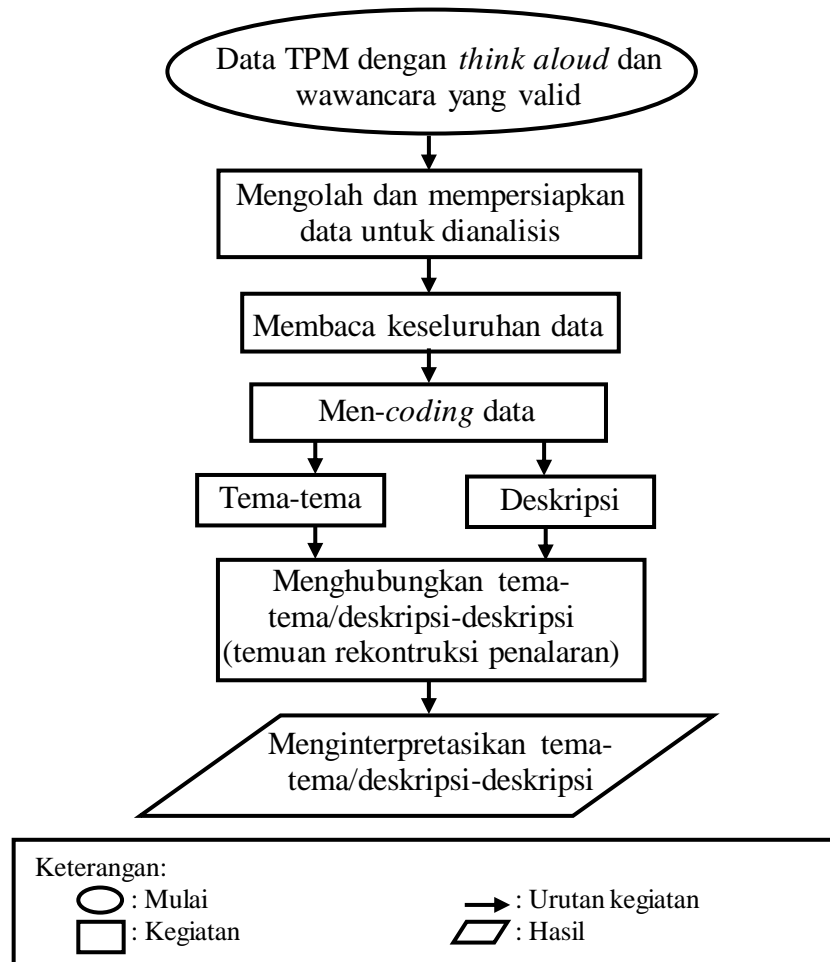 Data TPM dengan think aloud dan
wawancara yang valid
Mengolah dan mempersiapkan
data untuk dianalisis
Membaca keseluruhan data
Men-coding data
Tema-tema
Deskripsi
Menghubungkan tema-
tema/deskripsi-deskripsi
(temuan rekontruksi penalaran)
Menginterpretasikan tema-
tema/deskripsi-deskripsi
Keterangan:
: Mulai
: Urutan kegiatan
: Kegiatan
: Hasil